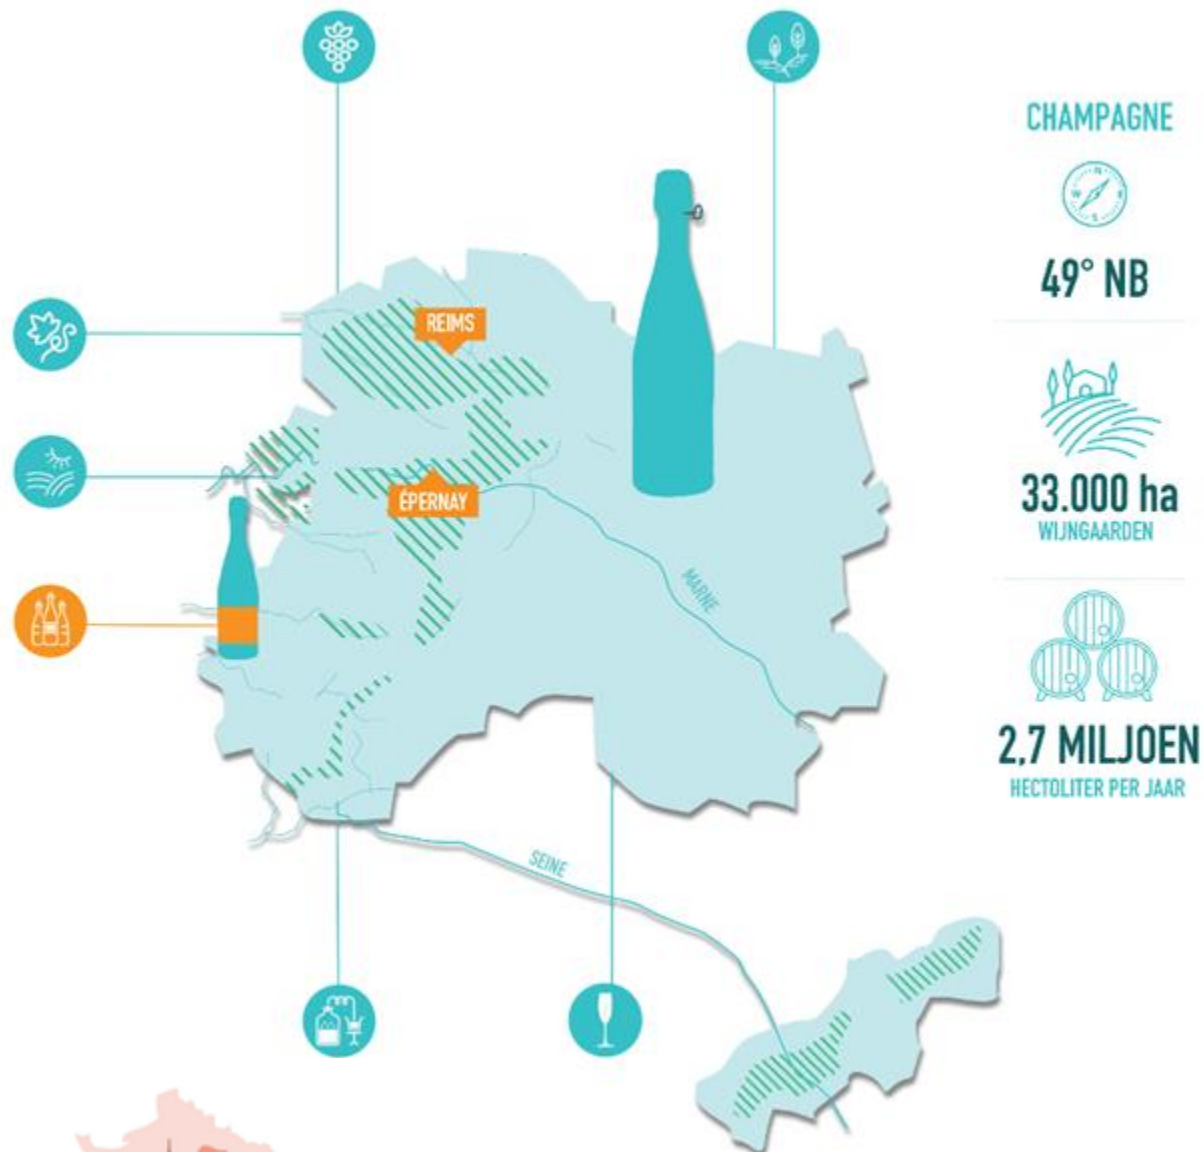 CHAMPAGNE
N
W
S
49° NB
REIMS
33.000 ha
WIJNGAARDEN
ÉPERNAY
MARNE
2,7 MILJOEN
HECTOLITER PER JAAR
SEINE